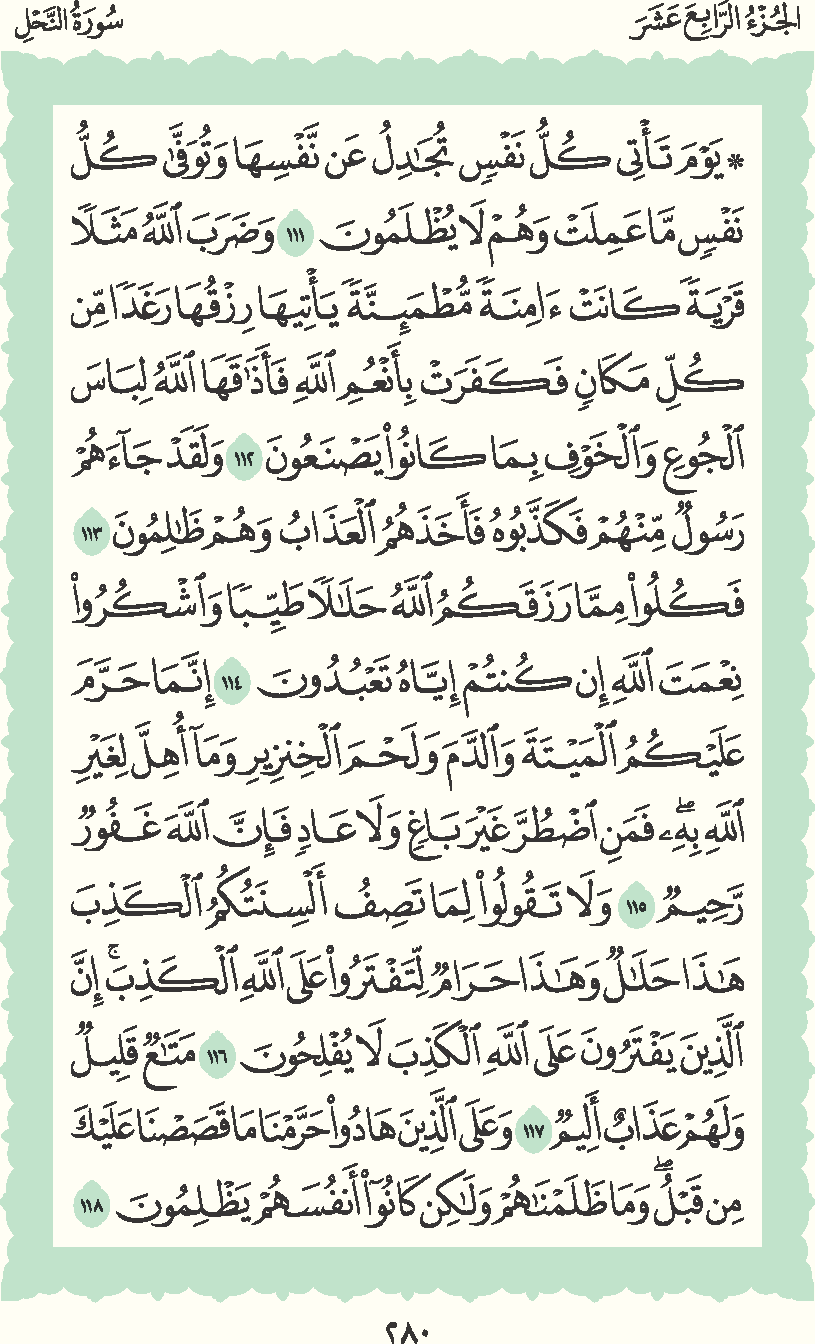 الجُزْءُ الرَّابِعَ عَشَرَ
سُورَةُ النَّحْلِ
۞ يَوْمَ تَأْتِي كُلُّ نَفْسٍ تُجَٰدِلُ عَن نَّفْسِهَا وَتُوَفَّىٰ كُلُّ
نَفْسٍ مَّا عَمِلَتْ وَهُمْ لَا يُظْلَمُونَ ١١١ وَضَرَبَ ٱللَّهُ مَثَلًا
قَرْيَةً كَانَتْ ءَامِنَةً مُّطْمَئِنَّةً يَأْتِيهَا رِزْقُهَا رَغَدًا مِّن
كُلِّ مَكَانٍ فَكَفَرَتْ بِأَنْعُمِ ٱللَّهِ فَأَذَٰقَهَا ٱللَّهُ لِبَاسَ
ٱلْجُوعِ وَٱلْخَوْفِ بِمَا كَانُوا۟ يَصْنَعُونَ ١١٢ وَلَقَدْ جَآءَهُمْ
رَسُولٌ مِّنْهُمْ فَكَذَّبُوهُ فَأَخَذَهُمُ ٱلْعَذَابُ وَهُمْ ظَٰلِمُونَ ١١٣
فَكُلُوا۟ مِمَّا رَزَقَكُمُ ٱللَّهُ حَلَٰلًا طَيِّبًا وَٱشْكُرُوا۟
نِعْمَتَ ٱللَّهِ إِن كُنتُمْ إِيَّاهُ تَعْبُدُونَ ١١٤ إِنَّمَا حَرَّمَ
عَلَيْكُمُ ٱلْمَيْتَةَ وَٱلدَّمَ وَلَحْمَ ٱلْخِنزِيرِ وَمَآ أُهِلَّ لِغَيْرِ
ٱللَّهِ بِهِۦۖ فَمَنِ ٱضْطُرَّ غَيْرَ بَاغٍ وَلَا عَادٍ فَإِنَّ ٱللَّهَ غَفُورٌ
رَّحِيمٌ ١١٥ وَلَا تَقُولُوا۟ لِمَا تَصِفُ أَلْسِنَتُكُمُ ٱلْكَذِبَ
هَٰذَا حَلَٰلٌ وَهَٰذَا حَرَامٌ لِّتَفْتَرُوا۟ عَلَى ٱللَّهِ ٱلْكَذِبَۚ إِنَّ
ٱلَّذِينَ يَفْتَرُونَ عَلَى ٱللَّهِ ٱلْكَذِبَ لَا يُفْلِحُونَ ١١٦ مَتَٰعٌ قَلِيلٌ
وَلَهُمْ عَذَابٌ أَلِيمٌ ١١٧ وَعَلَى ٱلَّذِينَ هَادُوا۟ حَرَّمْنَا مَا قَصَصْنَا عَلَيْكَ
مِن قَبْلُۖ وَمَا ظَلَمْنَٰهُمْ وَلَٰكِن كَانُوٓا۟ أَنفُسَهُمْ يَظْلِمُونَ ١١٨
٢٨٠